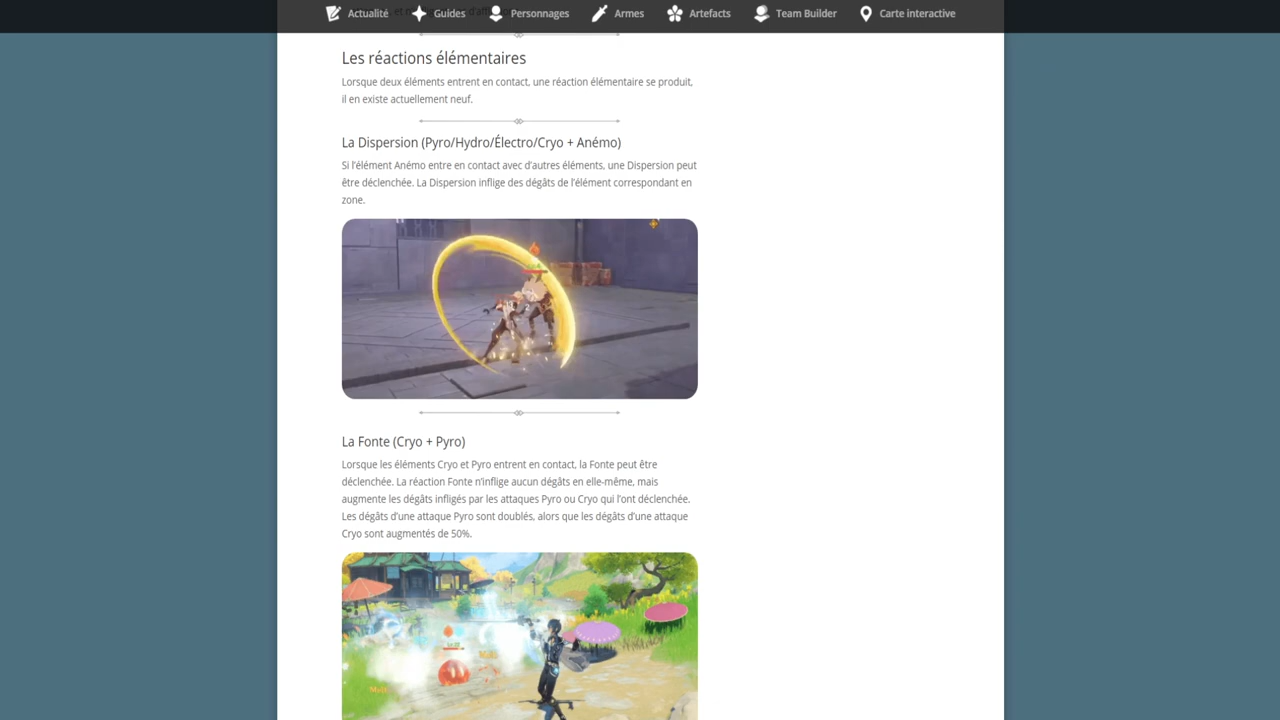 Actualité
Guides
Personnages
Armes
Artefacts
Team Builder
Carte interactive
Les réactions élémentaires
Lorsque deux éléments entrent en contact, une réaction élémentaire se produit,
il en existe actuellement neuf.
La Dispersion (Pyro/Hydro/Électro/Cryo + Anémo)
Si l'élément Anémo entre en contact avec d'autres éléments, une Dispersion peut
être déclenchée. La Dispersion inflige des dégâts de l'élément correspondant en
zone.
La Fonte (Cryo + Pyro)
Lorsque les éléments Cryo et Pyro entrent en contact, la Fonte peut être
déclenchée. La réaction Fonte n'inflige aucun dégâts en elle-même, mais
augmente les dégâts infligés par les attaques Pyro ou Cryo qui l'ont déclenchée.
Les dégâts d'une attaque Pyro sont doublés, alors que les dégâts d'une attaque
Cryo sont augmentés de 50%.